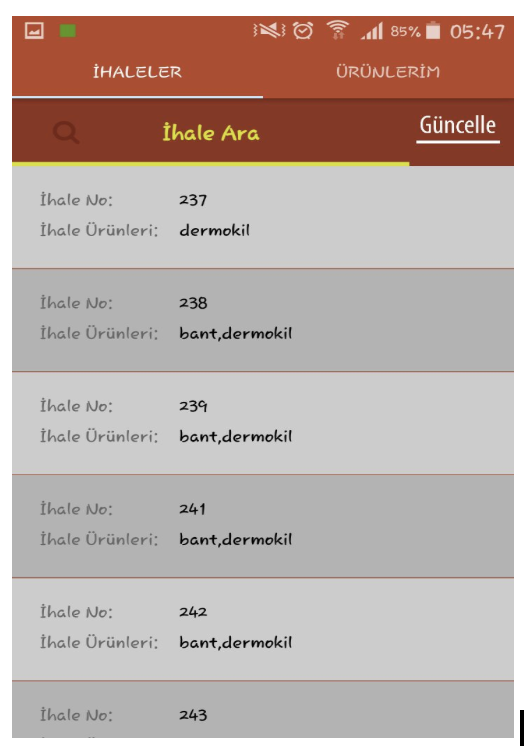 85% 05:47
İHALELER ÜRÜNLERİM
İhale Ara Güncelle
İhale No: 237
İhale Ürünleri: dermokil
İhale No: 238
İhale Ürünleri: bant,dermokil
İhale No: 239
İhale Ürünleri: bant,dermokil
İhale No: 241
İhale Ürünleri: bant,dermokil
İhale No: 242
İhale Ürünleri: bant,dermokil
İhale No: 243